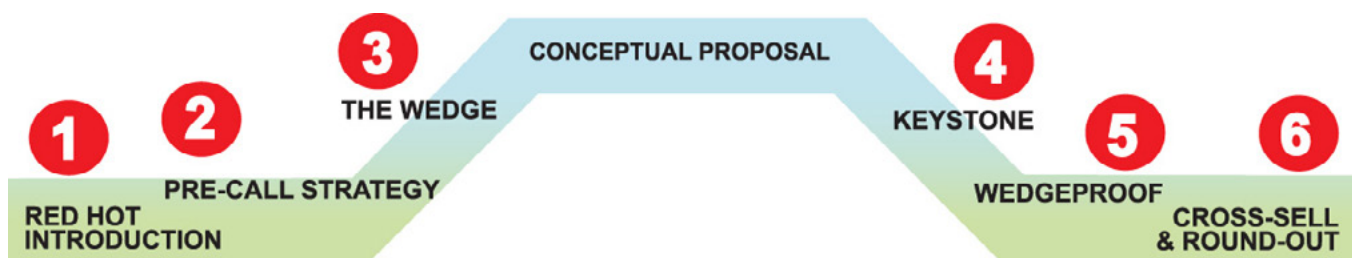 1
RED HOT
INTRODUCTION
2
PRE-CALL STRATEGY
3
THE WEDGE
CONCEPTUAL PROPOSAL
4
KEYSTONE
5
WEDGEPROOF
6
CROSS-SELL
& ROUND-OUT